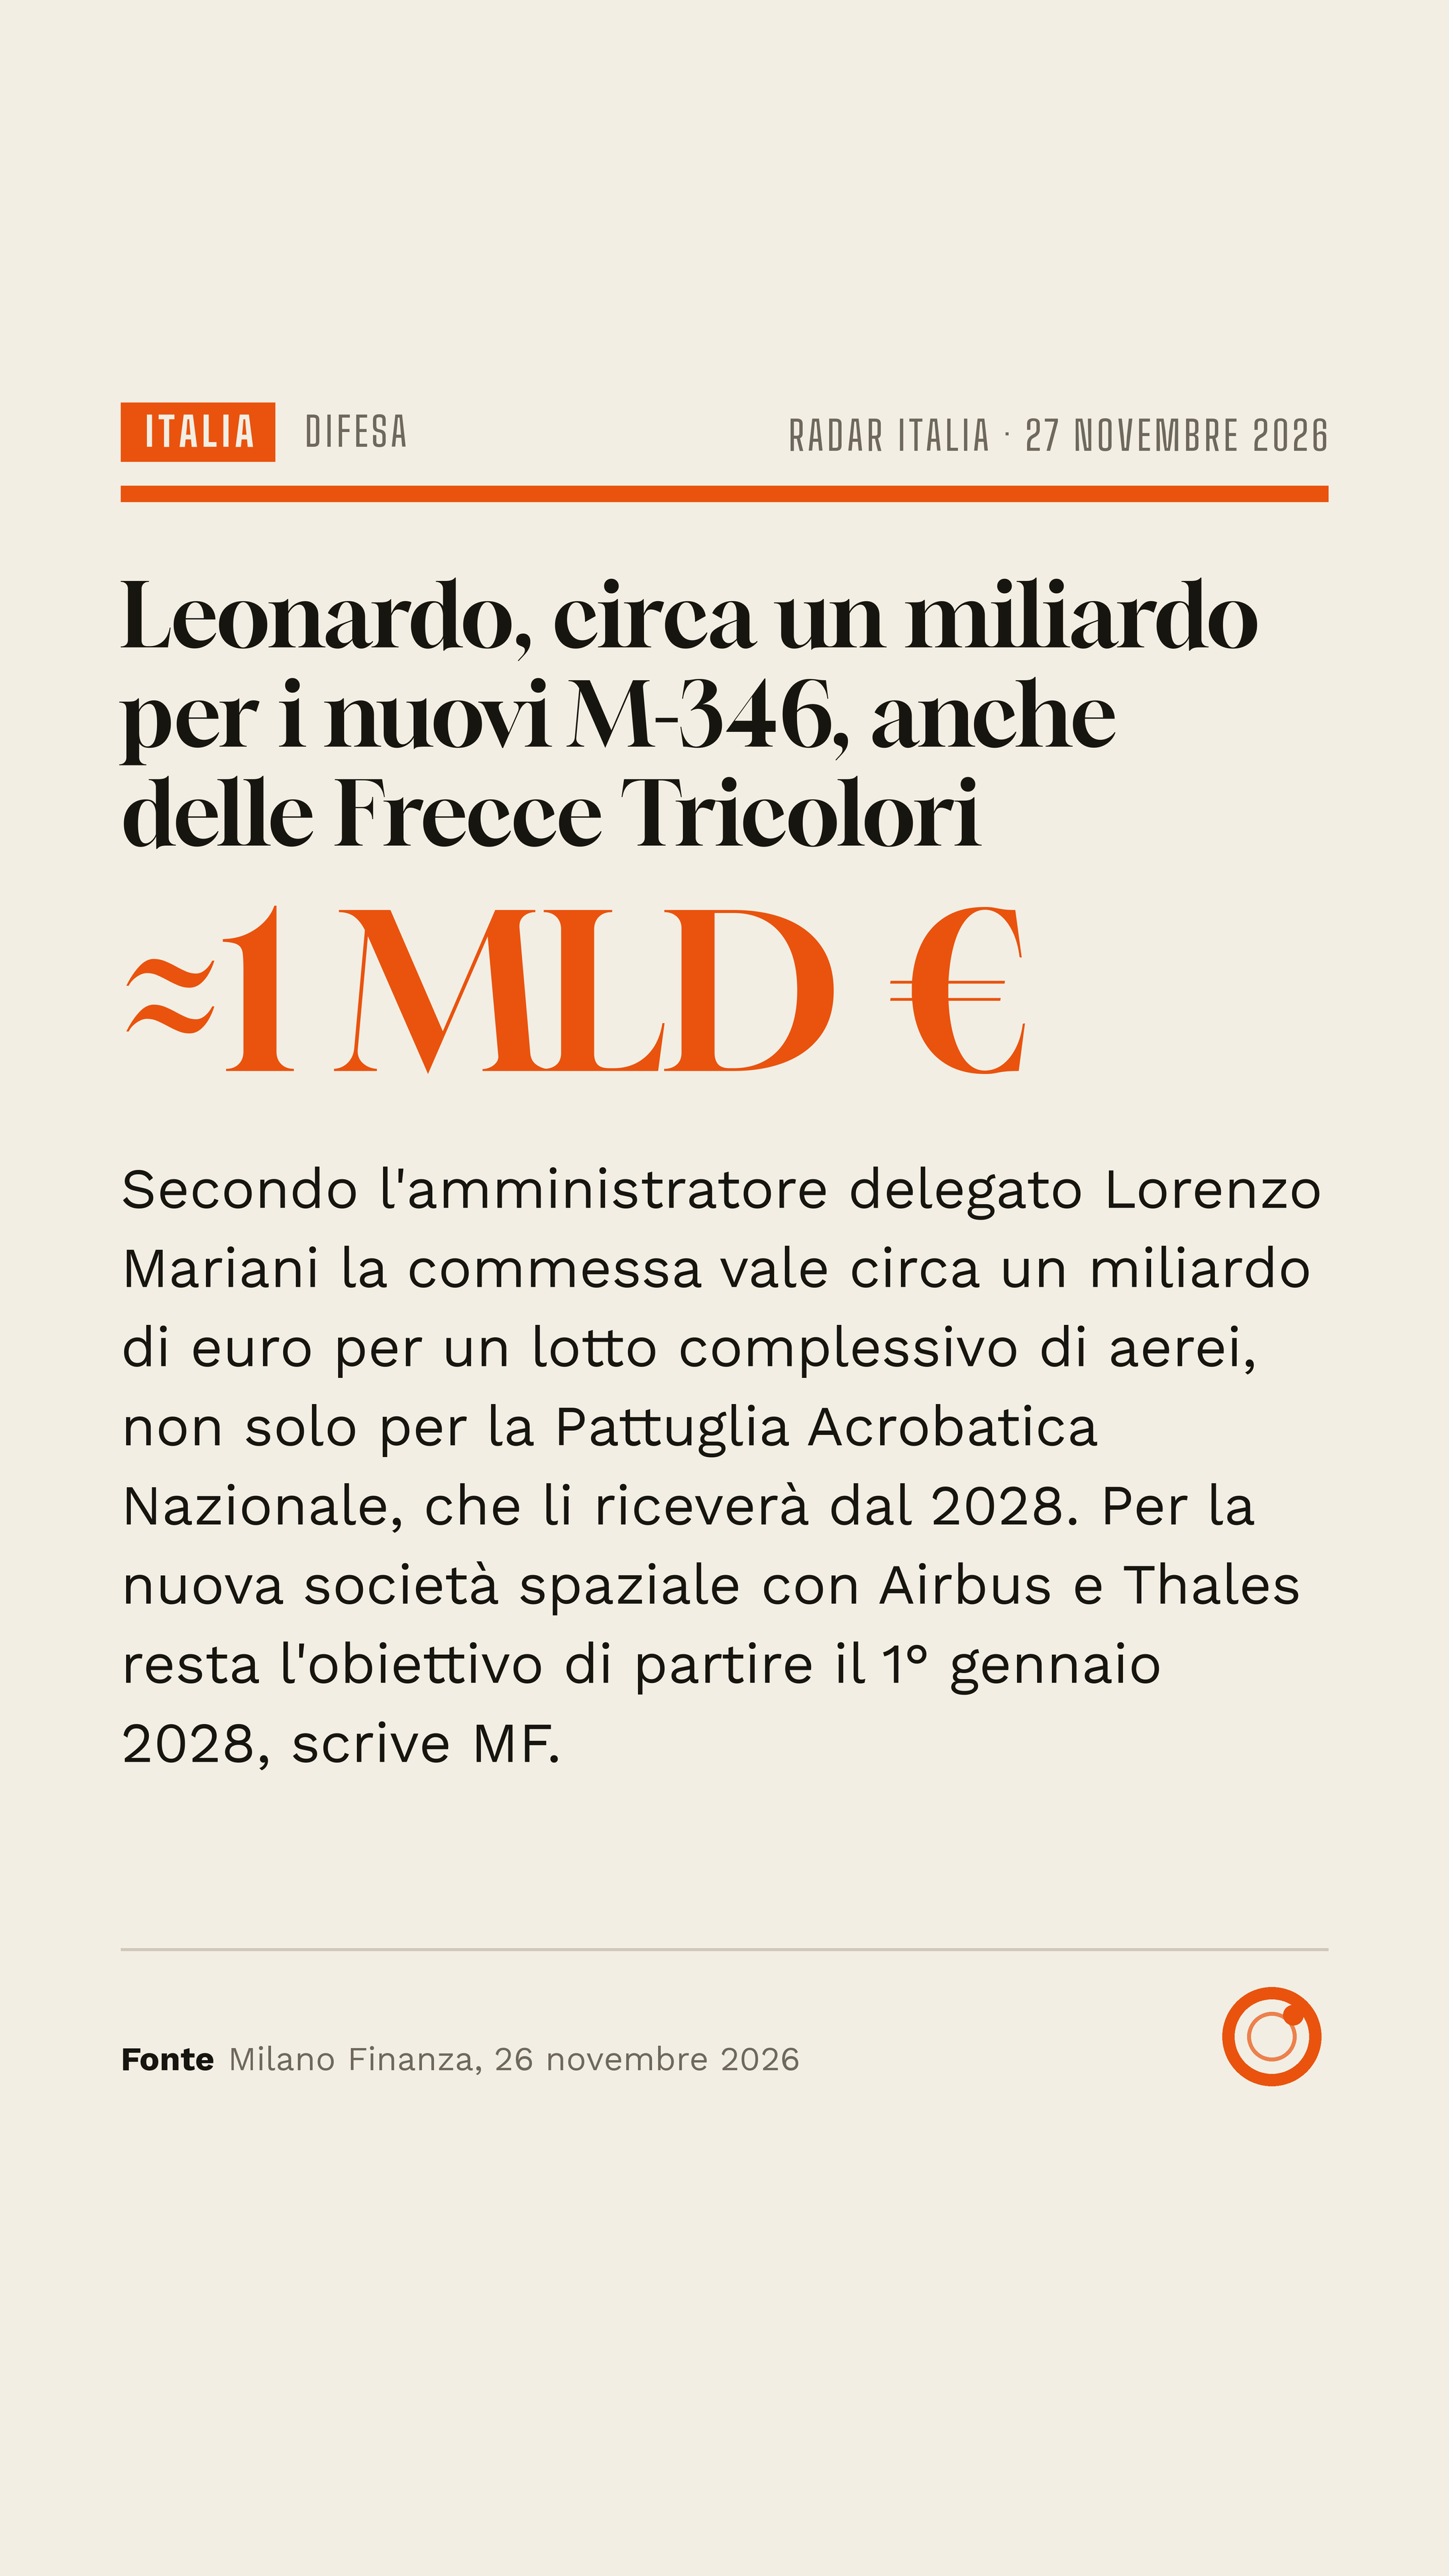 ITALIA DIFESA RADAR ITALIA · 27 NOVEMBRE 2026
Leonardo, circa un miliardo
per i nuovi M-346, anche
delle Frecce Tricolori
≈1 MLD €
Secondo l'amministratore delegato Lorenzo
Mariani la commessa vale circa un miliardo
di euro per un lotto complessivo di aerei,
non solo per la Pattuglia Acrobatica
Nazionale, che li riceverà dal 2028. Per la
nuova società spaziale con Airbus e Thales
resta l'obiettivo di partire il 1° gennaio
2028, scrive MF.
Fonte Milano Finanza, 26 novembre 2026